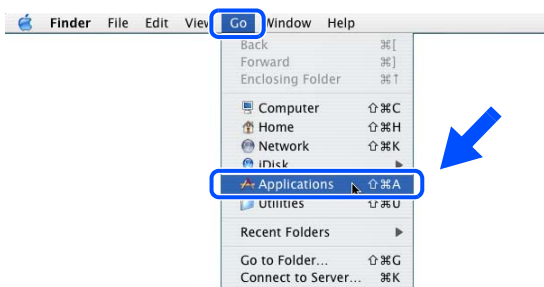 Finder File Edit View Go Window Help
Back ⌘[
Forward ⌘]
Enclosing Folder ⌘↑
Computer ⇧⌘C
Home ⇧⌘H
Network ⇧⌘K
iDisk
Applications ⇧⌘A
Utilities ⇧⌘U
Recent Folders
Go to Folder... ⇧⌘G
Connect to Server... ⌘K